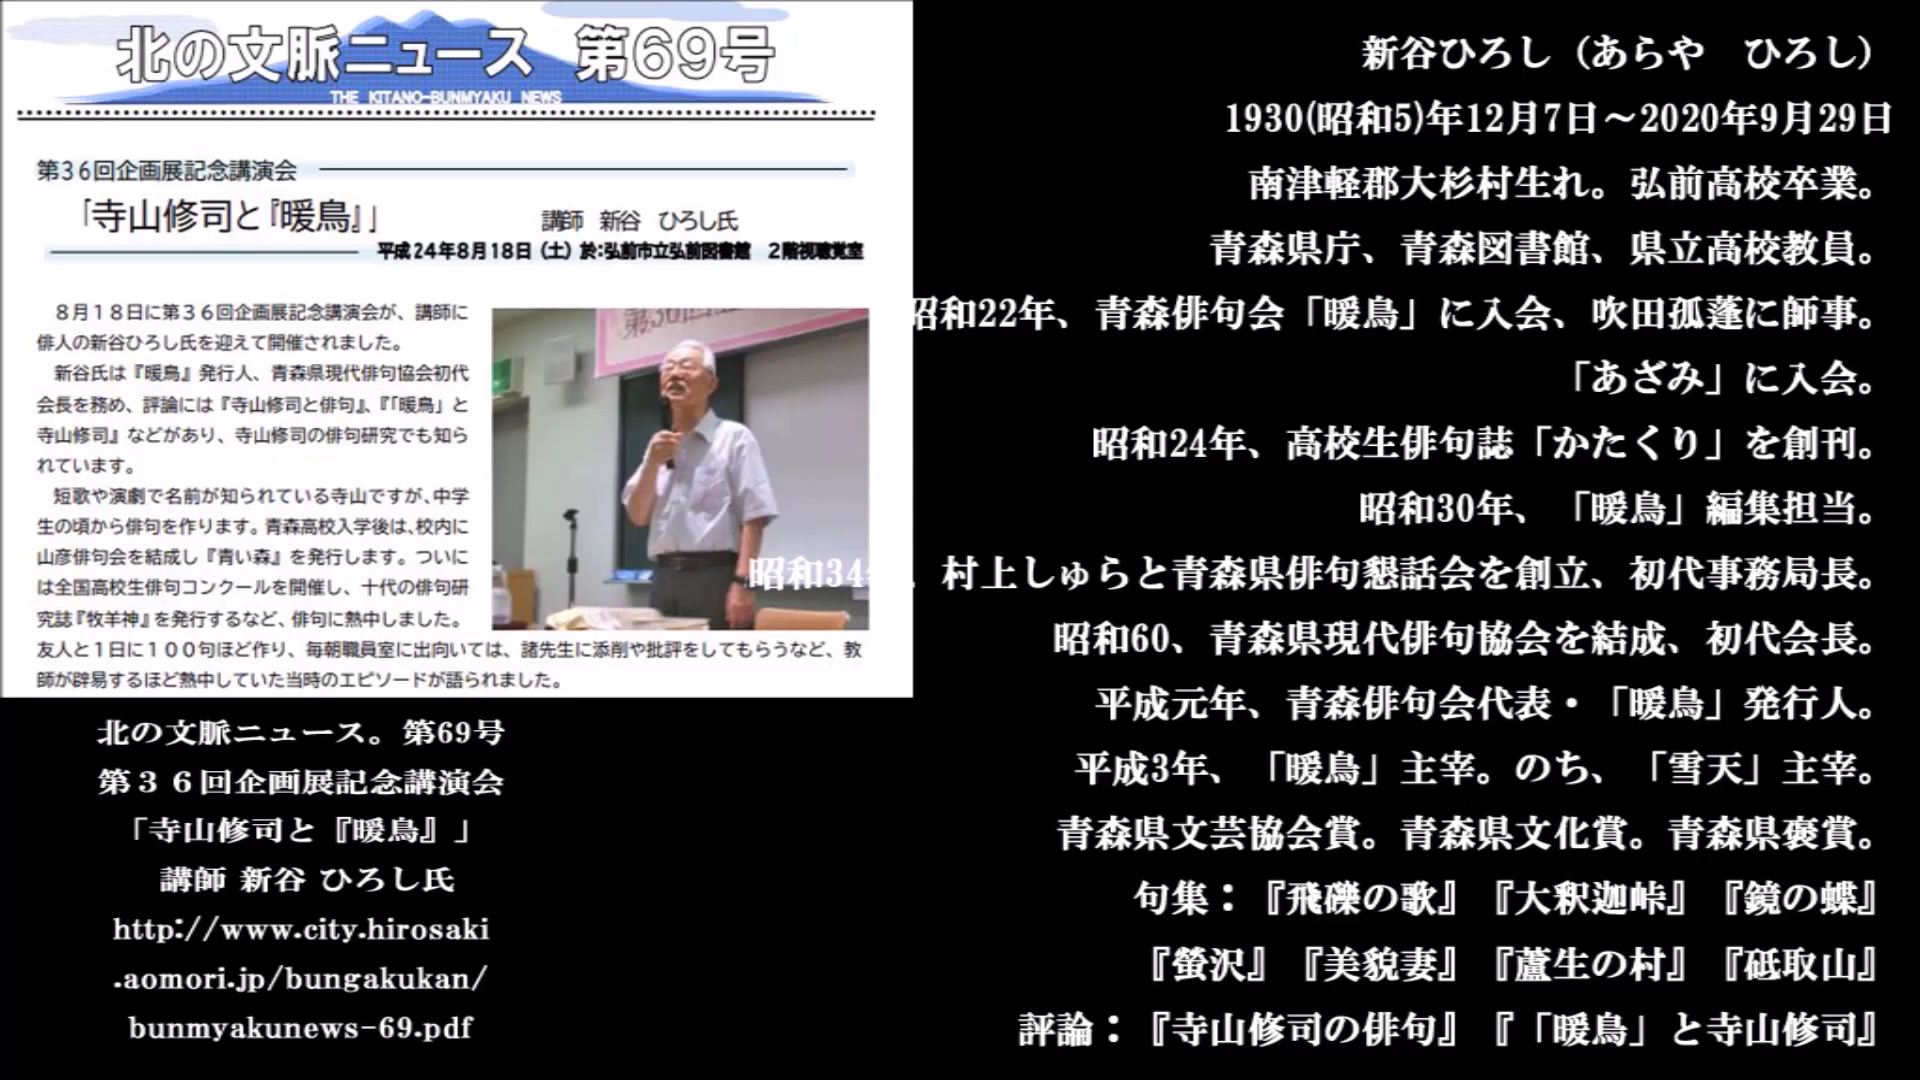 北の文脈ニュース 第69号
THE KITANO-BUNMYAKU NEWS
第36回企画展記念講演会
「寺山修司と『暖鳥』」 講師 新谷 ひろし氏
平成24年8月18日（土）於:弘前市立弘前図書館 2階視聴覚室
８月１８日に第３６回企画展記念講演会が、講師に
俳人の新谷ひろし氏を迎えて開催されました。
新谷氏は『暖鳥』発行人、青森県現代俳句協会初代
会長を務め、評論には『寺山修司と俳句』、『「暖鳥」と
寺山修司』などがあり、寺山修司の俳句研究でも知ら
れています。
短歌や演劇で名前が知られている寺山ですが、中学
生の頃から俳句を作ります。青森高校入学後は、校内に
山彦俳句会を結成し『青い森』を発行します。ついに
は全国高校生俳句コンクールを開催し、十代の俳句研
究誌『牧羊神』を発行するなど、俳句に熱中しました。
友人と１日に１００句ほど作り、毎朝職員室に出向いては、諸先生に添削や批評をしてもらうなど、教
師が辟易するほど熱中していた当時のエピソードが語られました。
第36回
北の文脈ニュース。第69号
第３６回企画展記念講演会
「寺山修司と『暖鳥』」
講師 新谷 ひろし氏
http://www.city.hirosaki
.aomori.jp/bungakukan/
bunmyakunews-69.pdf
新谷ひろし（あらや　ひろし）
1930(昭和5)年12月7日～2020年9月29日
南津軽郡大杉村生れ。弘前高校卒業。
青森県庁、青森図書館、県立高校教員。
昭和22年、青森俳句会「暖鳥」に入会、吹田孤蓬に師事。
「あざみ」に入会。
昭和24年、高校生俳句誌「かたくり」を創刊。
昭和30年、「暖鳥」編集担当。
昭和34年、村上しゅらと青森県俳句懇話会を創立、初代事務局長。
昭和60、青森県現代俳句協会を結成、初代会長。
平成元年、青森俳句会代表・「暖鳥」発行人。
平成3年、「暖鳥」主宰。のち、「雪天」主宰。
青森県文芸協会賞。青森県文化賞。青森県褒賞。
句集：『飛礫の歌』『大釈迦峠』『鏡の蝶』
『螢沢』『美貌妻』『蘆生の村』『砥取山』
評論：『寺山修司の俳句』『「暖鳥」と寺山修司』